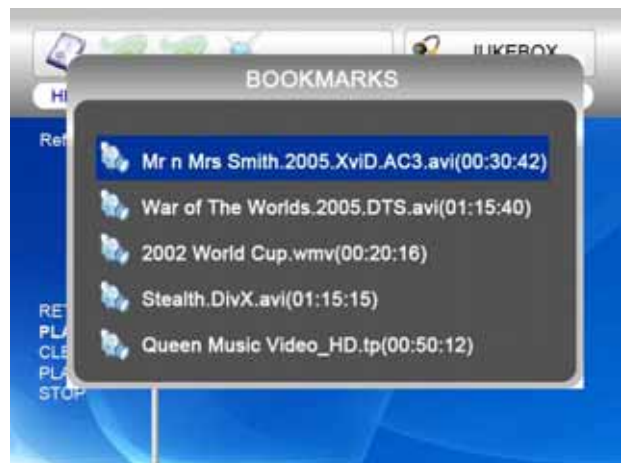 JUKEBOX
BOOKMARKS
Mr n Mrs Smith.2005.XviD.AC3.avi(00:30:42)
War of The Worlds.2005.DTS.avi(01:15:40)
2002 World Cup.wmv(00:20:16)
Stealth.DivX.avi(01:15:15)
Queen Music Video_HD.tp(00:50:12)
STOP